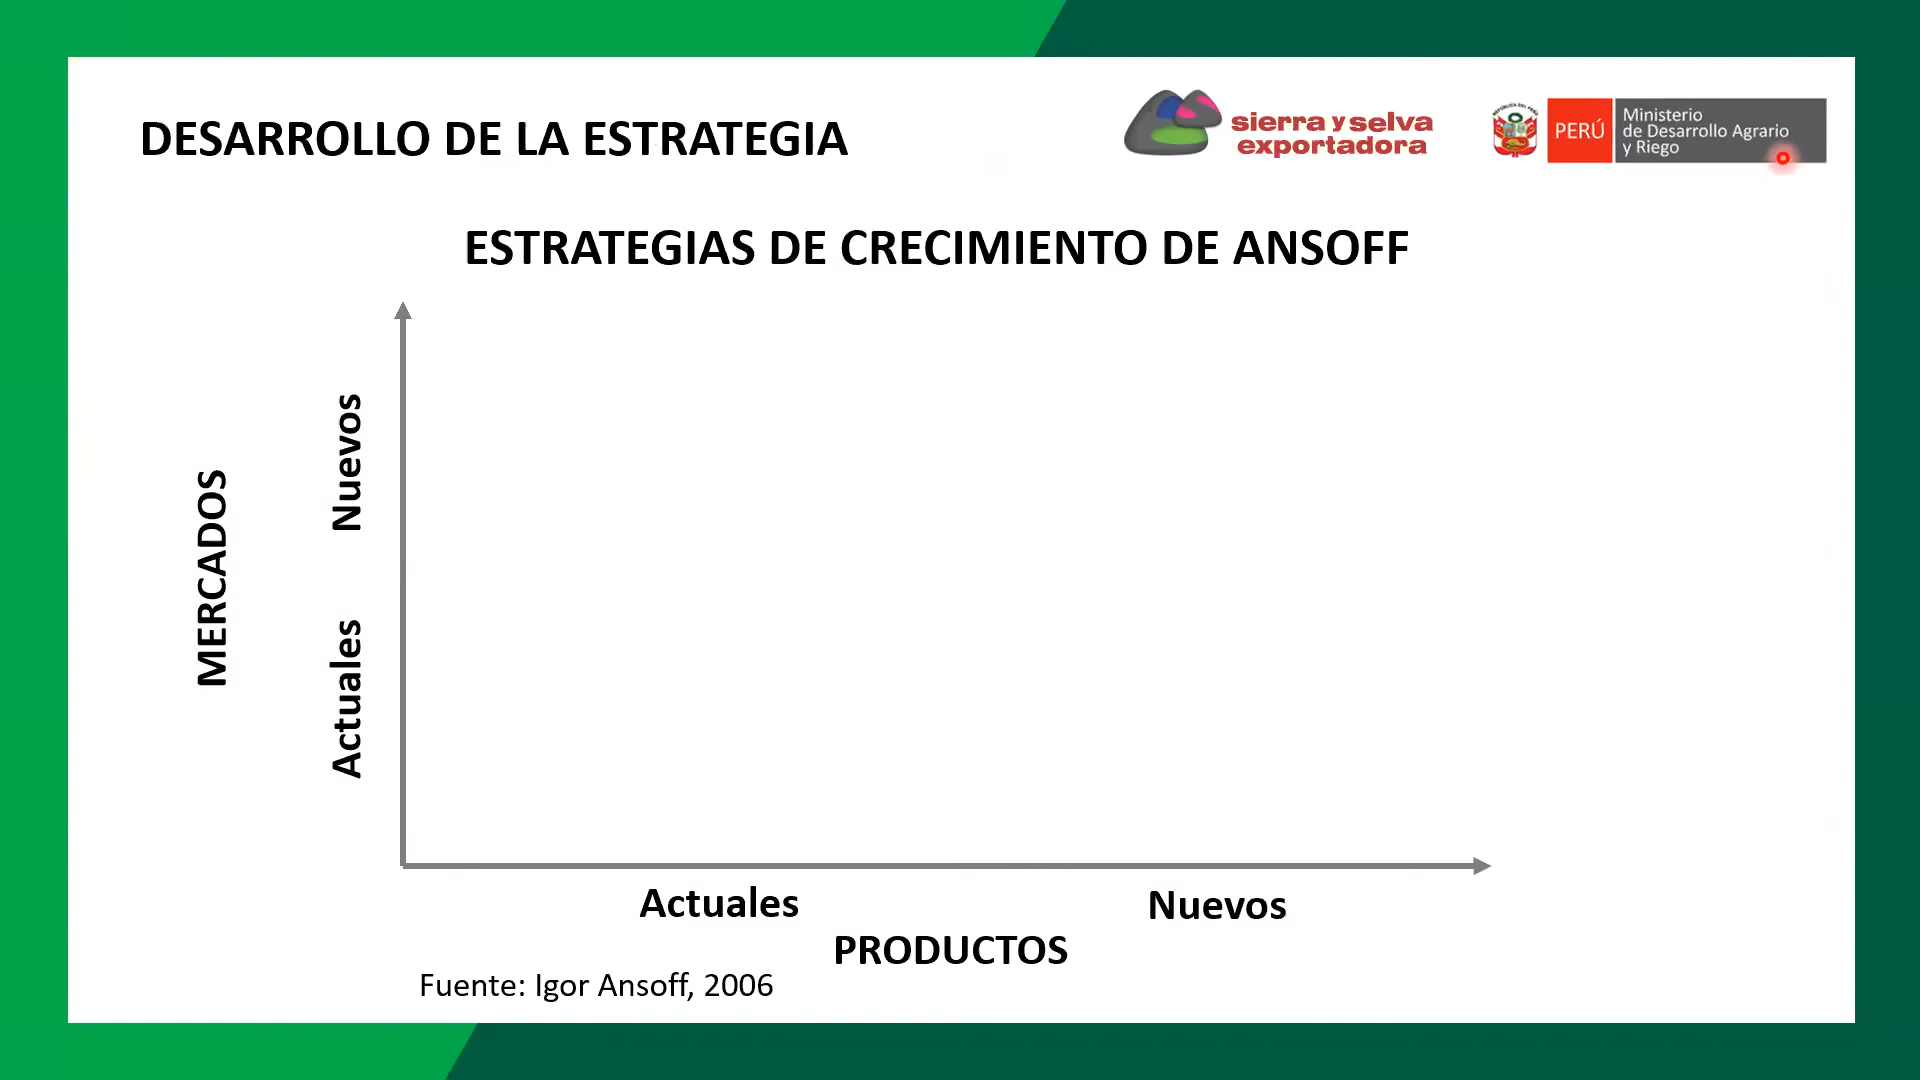 DESARROLLO DE LA ESTRATEGIA
sierra y selva
exportadora
PERÚ
Ministerio
de Desarrollo Agrario
y Riego
ESTRATEGIAS DE CRECIMIENTO DE ANSOFF
MERCADOS
Nuevos
Actuales
Actuales
Nuevos
PRODUCTOS
Fuente: Igor Ansoff, 2006